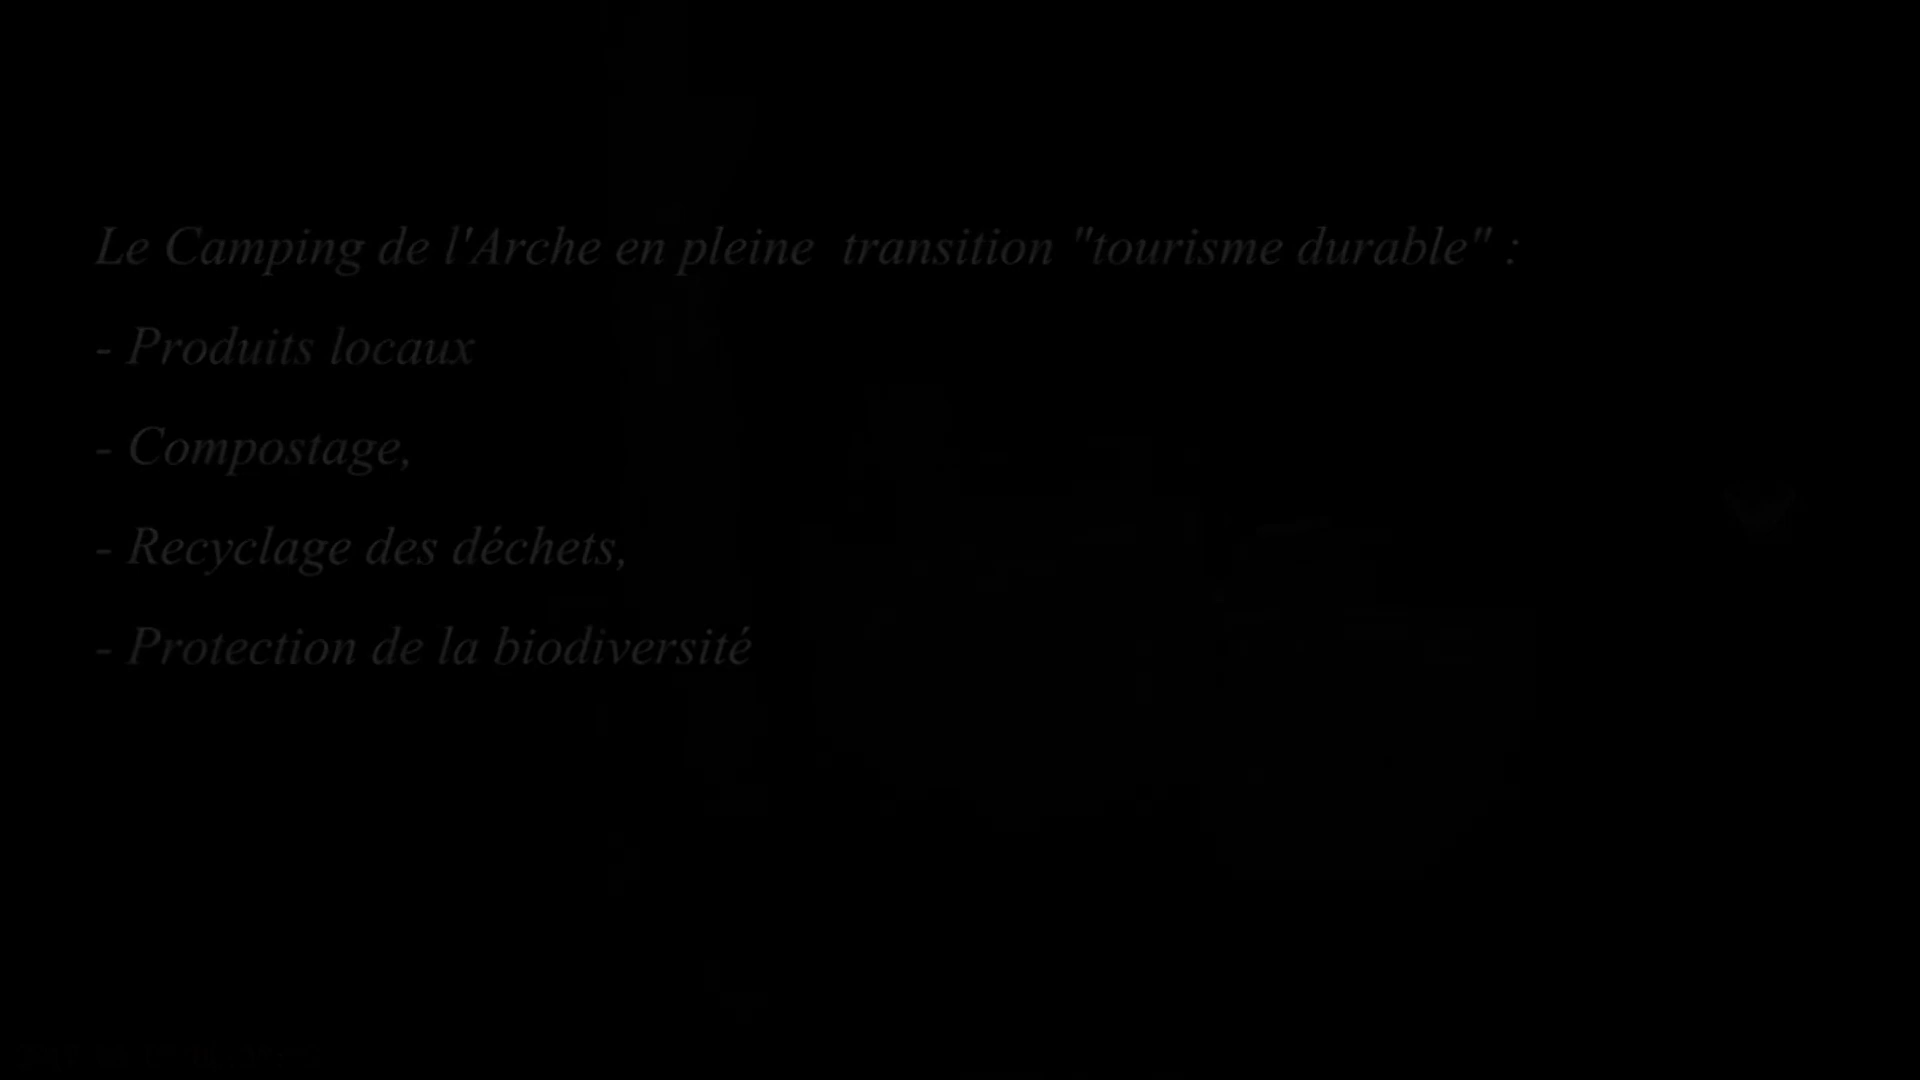 Le Camping de l'Arche en pleine  transition "tourisme durable" :
- Produits locaux
- Compostage,
- Recyclage des déchets,
- Protection de la biodiversité